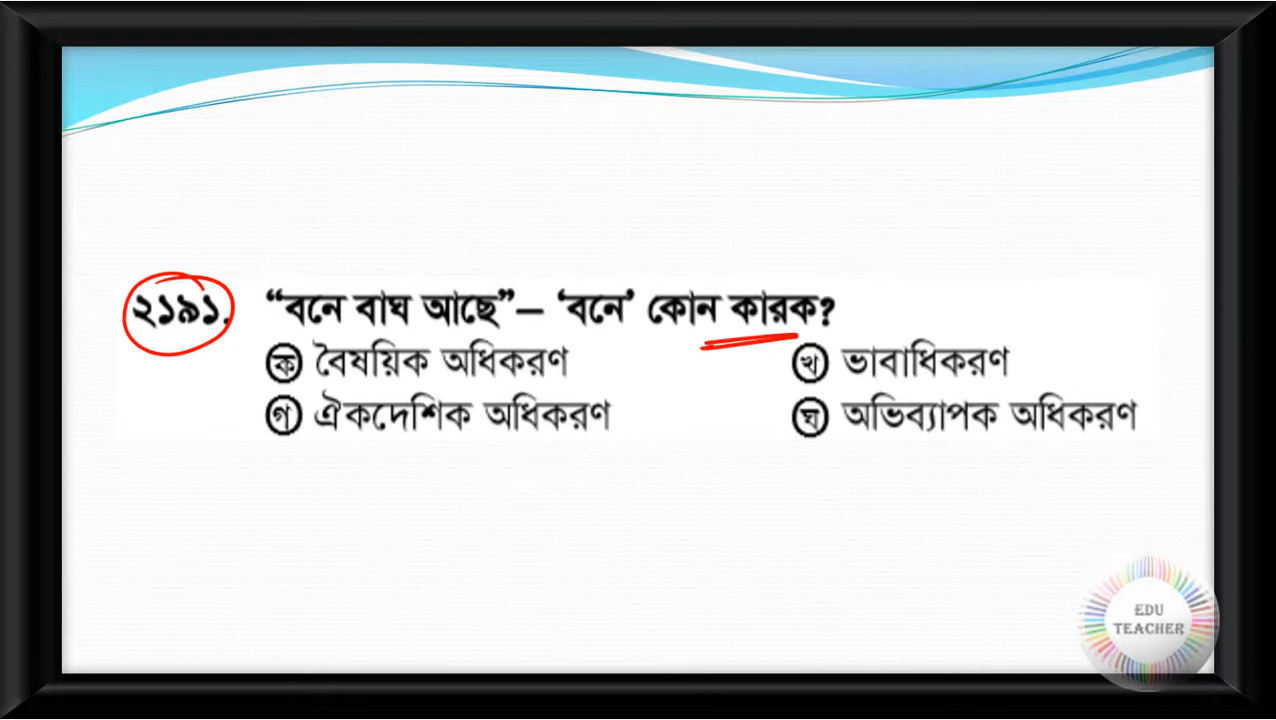 ২১৯১. “বনে বাঘ আছে”– ‘বনে’ কোন কারক?
ক বৈষয়িক অধিকরণ খ ভাবাধিকরণ
গ ঐকদেশিক অধিকরণ ঘ অভিব্যাপক অধিকরণ
EDU
TEACHER